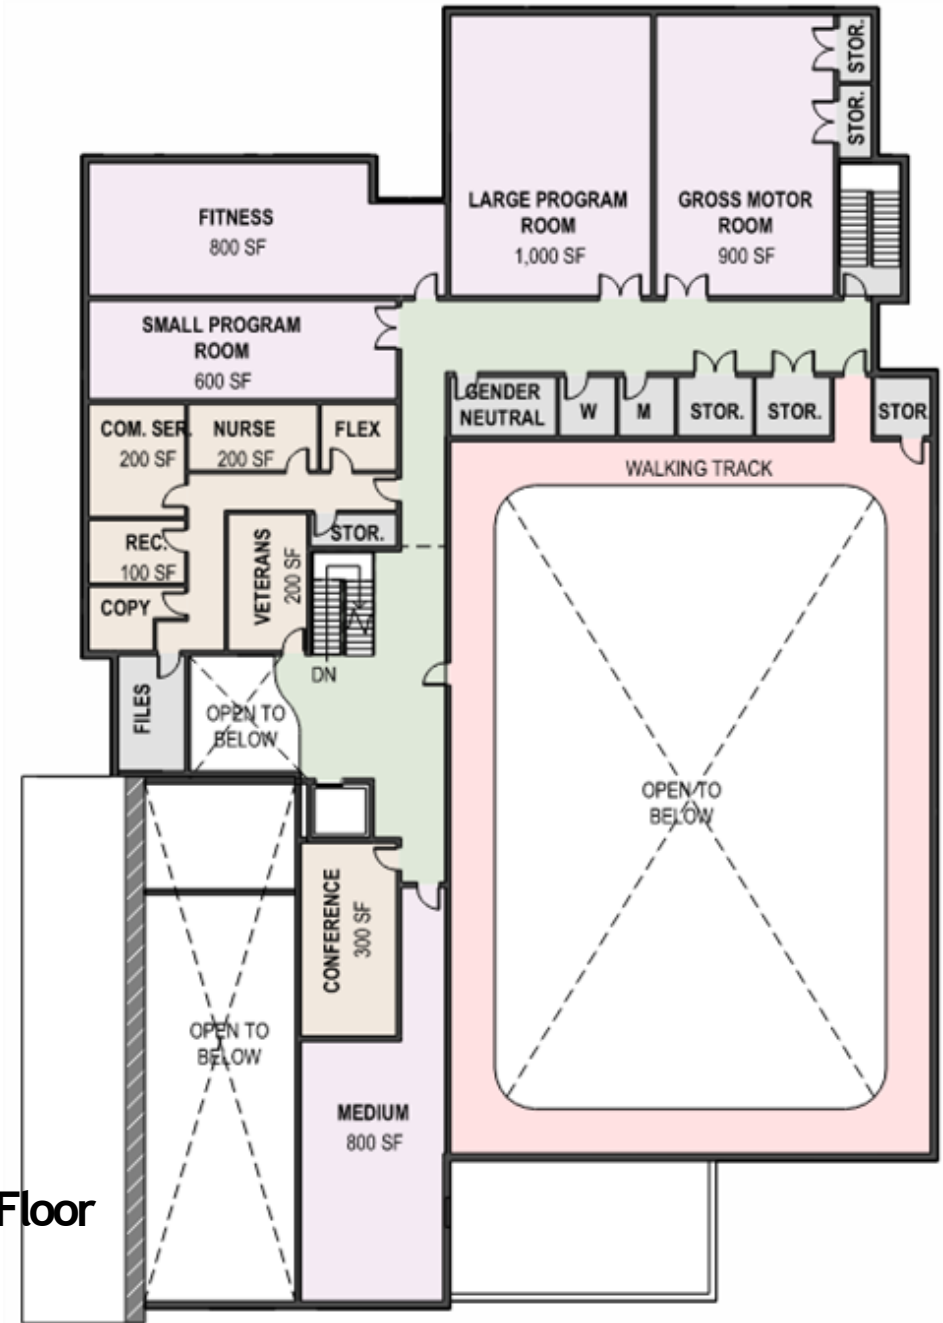 STOR.
STOR.
LARGE PROGRAM
ROOM
1,000 SF
GROSS MOTOR
ROOM
900 SF
FITNESS
800 SF
SMALL PROGRAM
ROOM
600 SF
GENDER
NEUTRAL
W
M
STOR.
STOR.
STOR
COM. SER.
200 SF
NURSE
200 SF
FLEX
WALKING TRACK
REC.
100 SF
VETERANS
200 SF
STOR.
COPY
DN
FILES
OPEN TO
BELOW
OPEN TO
BELOW
CONFERENCE
300 SF
OPEN TO
BELOW
MEDIUM
800 SF
Floor